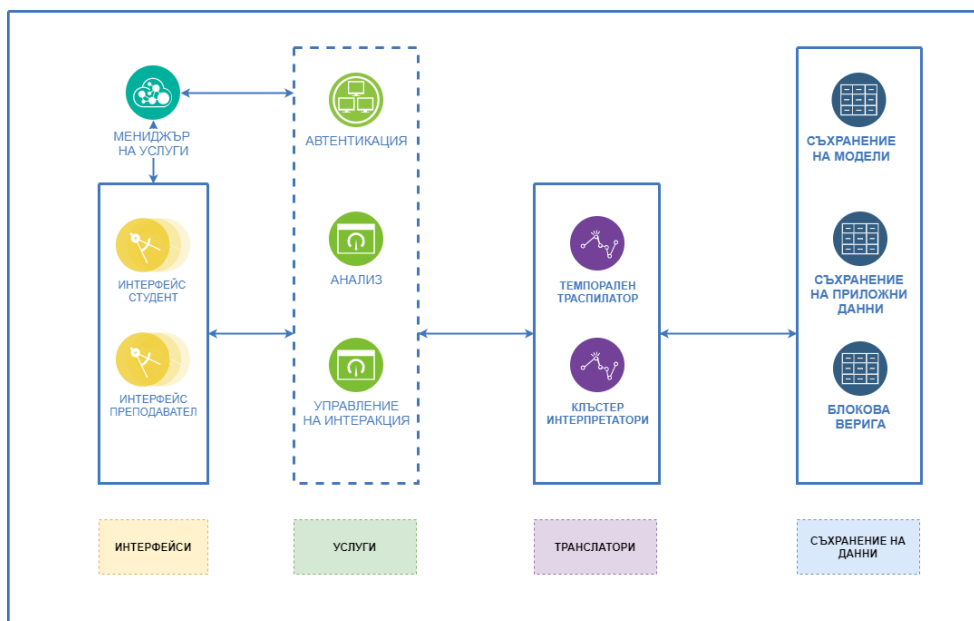 МЕНИДЖЪР
НА УСЛУГИ
ИНТЕРФЕЙС
СТУДЕНТ
ИНТЕРФЕЙС
ПРЕПОДАВАТЕЛ
АВТЕНТИКАЦИЯ
АНАЛИЗ
УПРАВЛЕНИЕ
НА ИНТЕРАКЦИЯ
ТЕМПОРАЛЕН
ТРАСПИЛАТОР
КЛЪСТЕР
ИНТЕРПРЕТАТОРИ
СЪХРАНЕНИЕ
НА МОДЕЛИ
СЪХРАНЕНИЕ
НА ПРИЛОЖНИ
ДАННИ
БЛОКОВА
ВЕРИГА
ИНТЕРФЕЙСИ
УСЛУГИ
ТРАНСЛАТОРИ
СЪХРАНЕНИЕ НА
ДАННИ